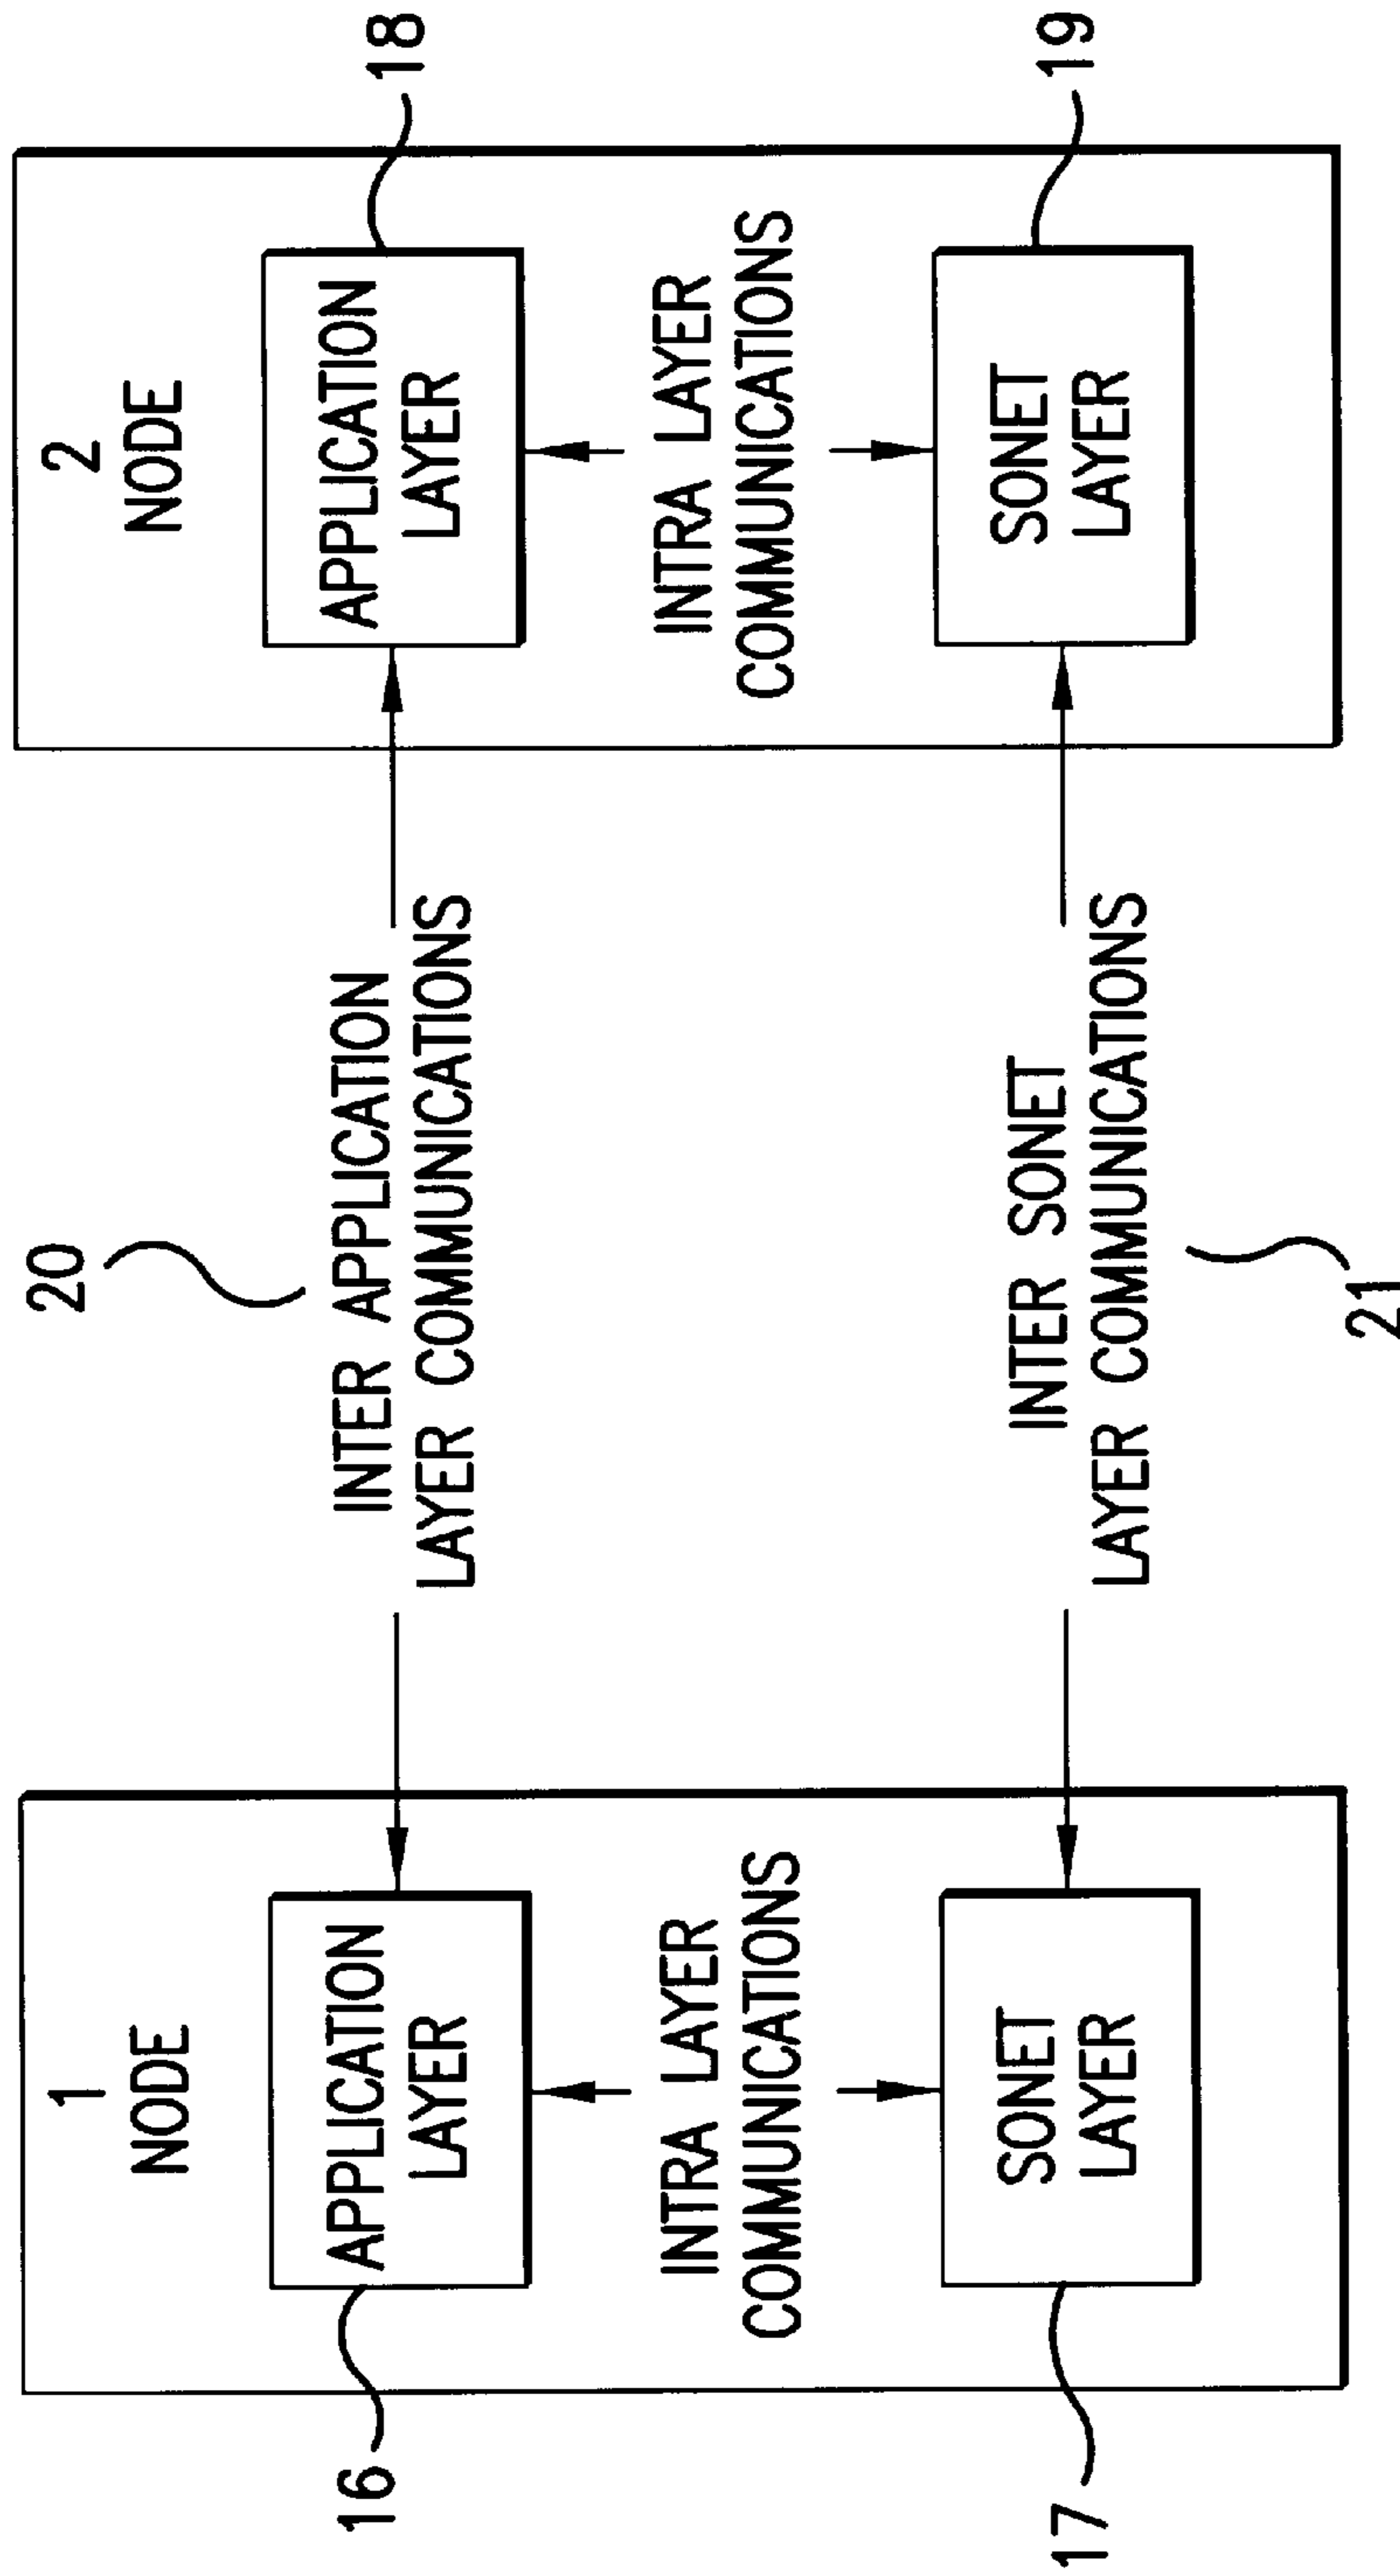 20
1
NODE
2
NODE
16
APPLICATION
LAYER
INTER APPLICATION
LAYER COMMUNICATIONS
APPLICATION
LAYER
18
INTRA LAYER
COMMUNICATIONS
INTRA LAYER
COMMUNICATIONS
17
SONET
LAYER
INTER SONET
LAYER COMMUNICATIONS
SONET
LAYER
19
21